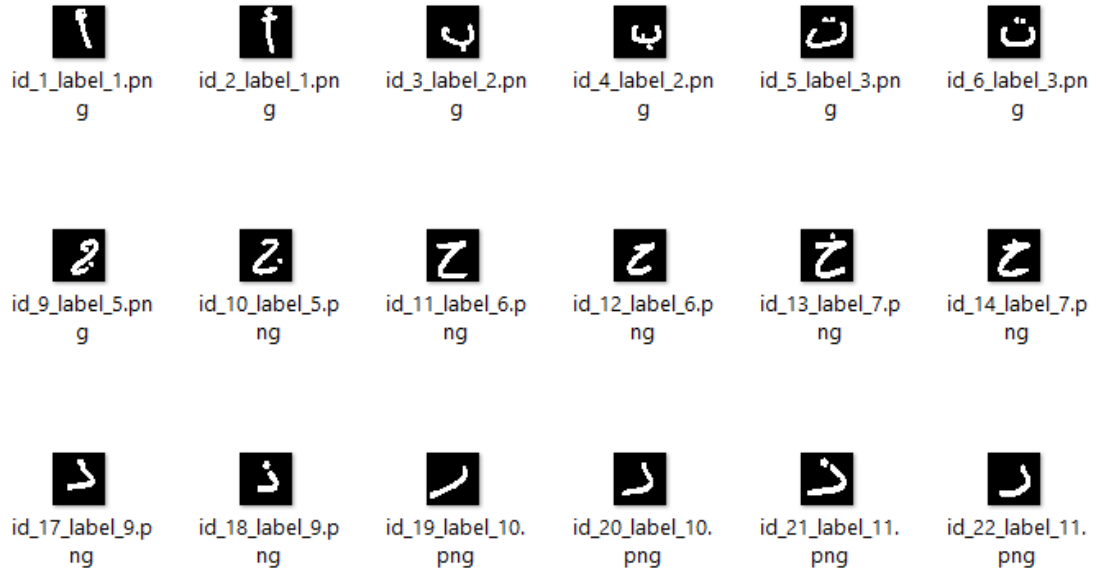 أ أ ب ب ت ت
id_1_label_1.pn id_2_label_1.pn id_3_label_2.pn id_4_label_2.pn id_5_label_3.pn id_6_label_3.pn
g g g g g g
ج ج ح ح خ خ
id_9_label_5.pn id_10_label_5.p id_11_label_6.p id_12_label_6.p id_13_label_7.p id_14_label_7.p
g ng ng ng ng ng
ذ ر
id_17_label_9.p id_18_label_9.p id_19_label_10. id_20_label_10. id_21_label_11. id_22_label_11.
ng ng png png png png